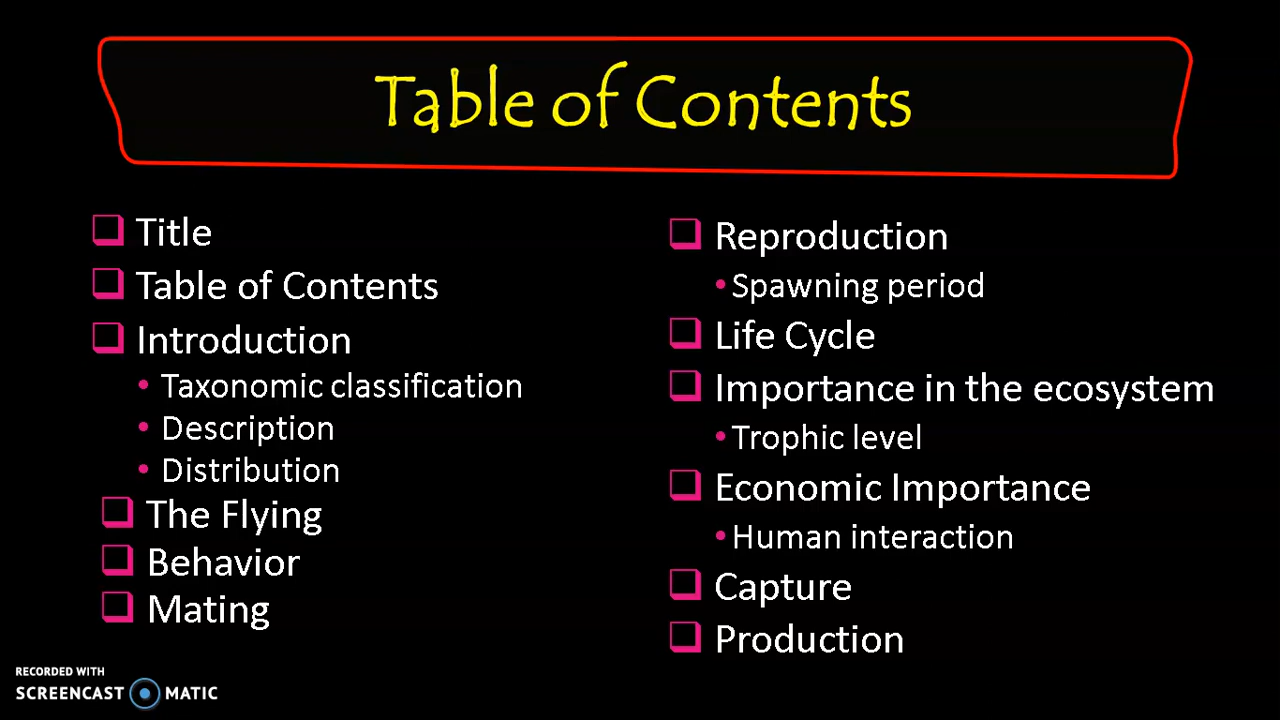 Table of Contents
❑ Title
❑ Table of Contents
❑ Introduction
• Taxonomic classification
• Description
• Distribution
❑ The Flying
❑ Behavior
❑ Mating
❑ Reproduction
• Spawning period
❑ Life Cycle
❑ Importance in the ecosystem
• Trophic level
❑ Economic Importance
• Human interaction
❑ Capture
❑ Production
RECORDED WITH
SCREENCAST MATIC